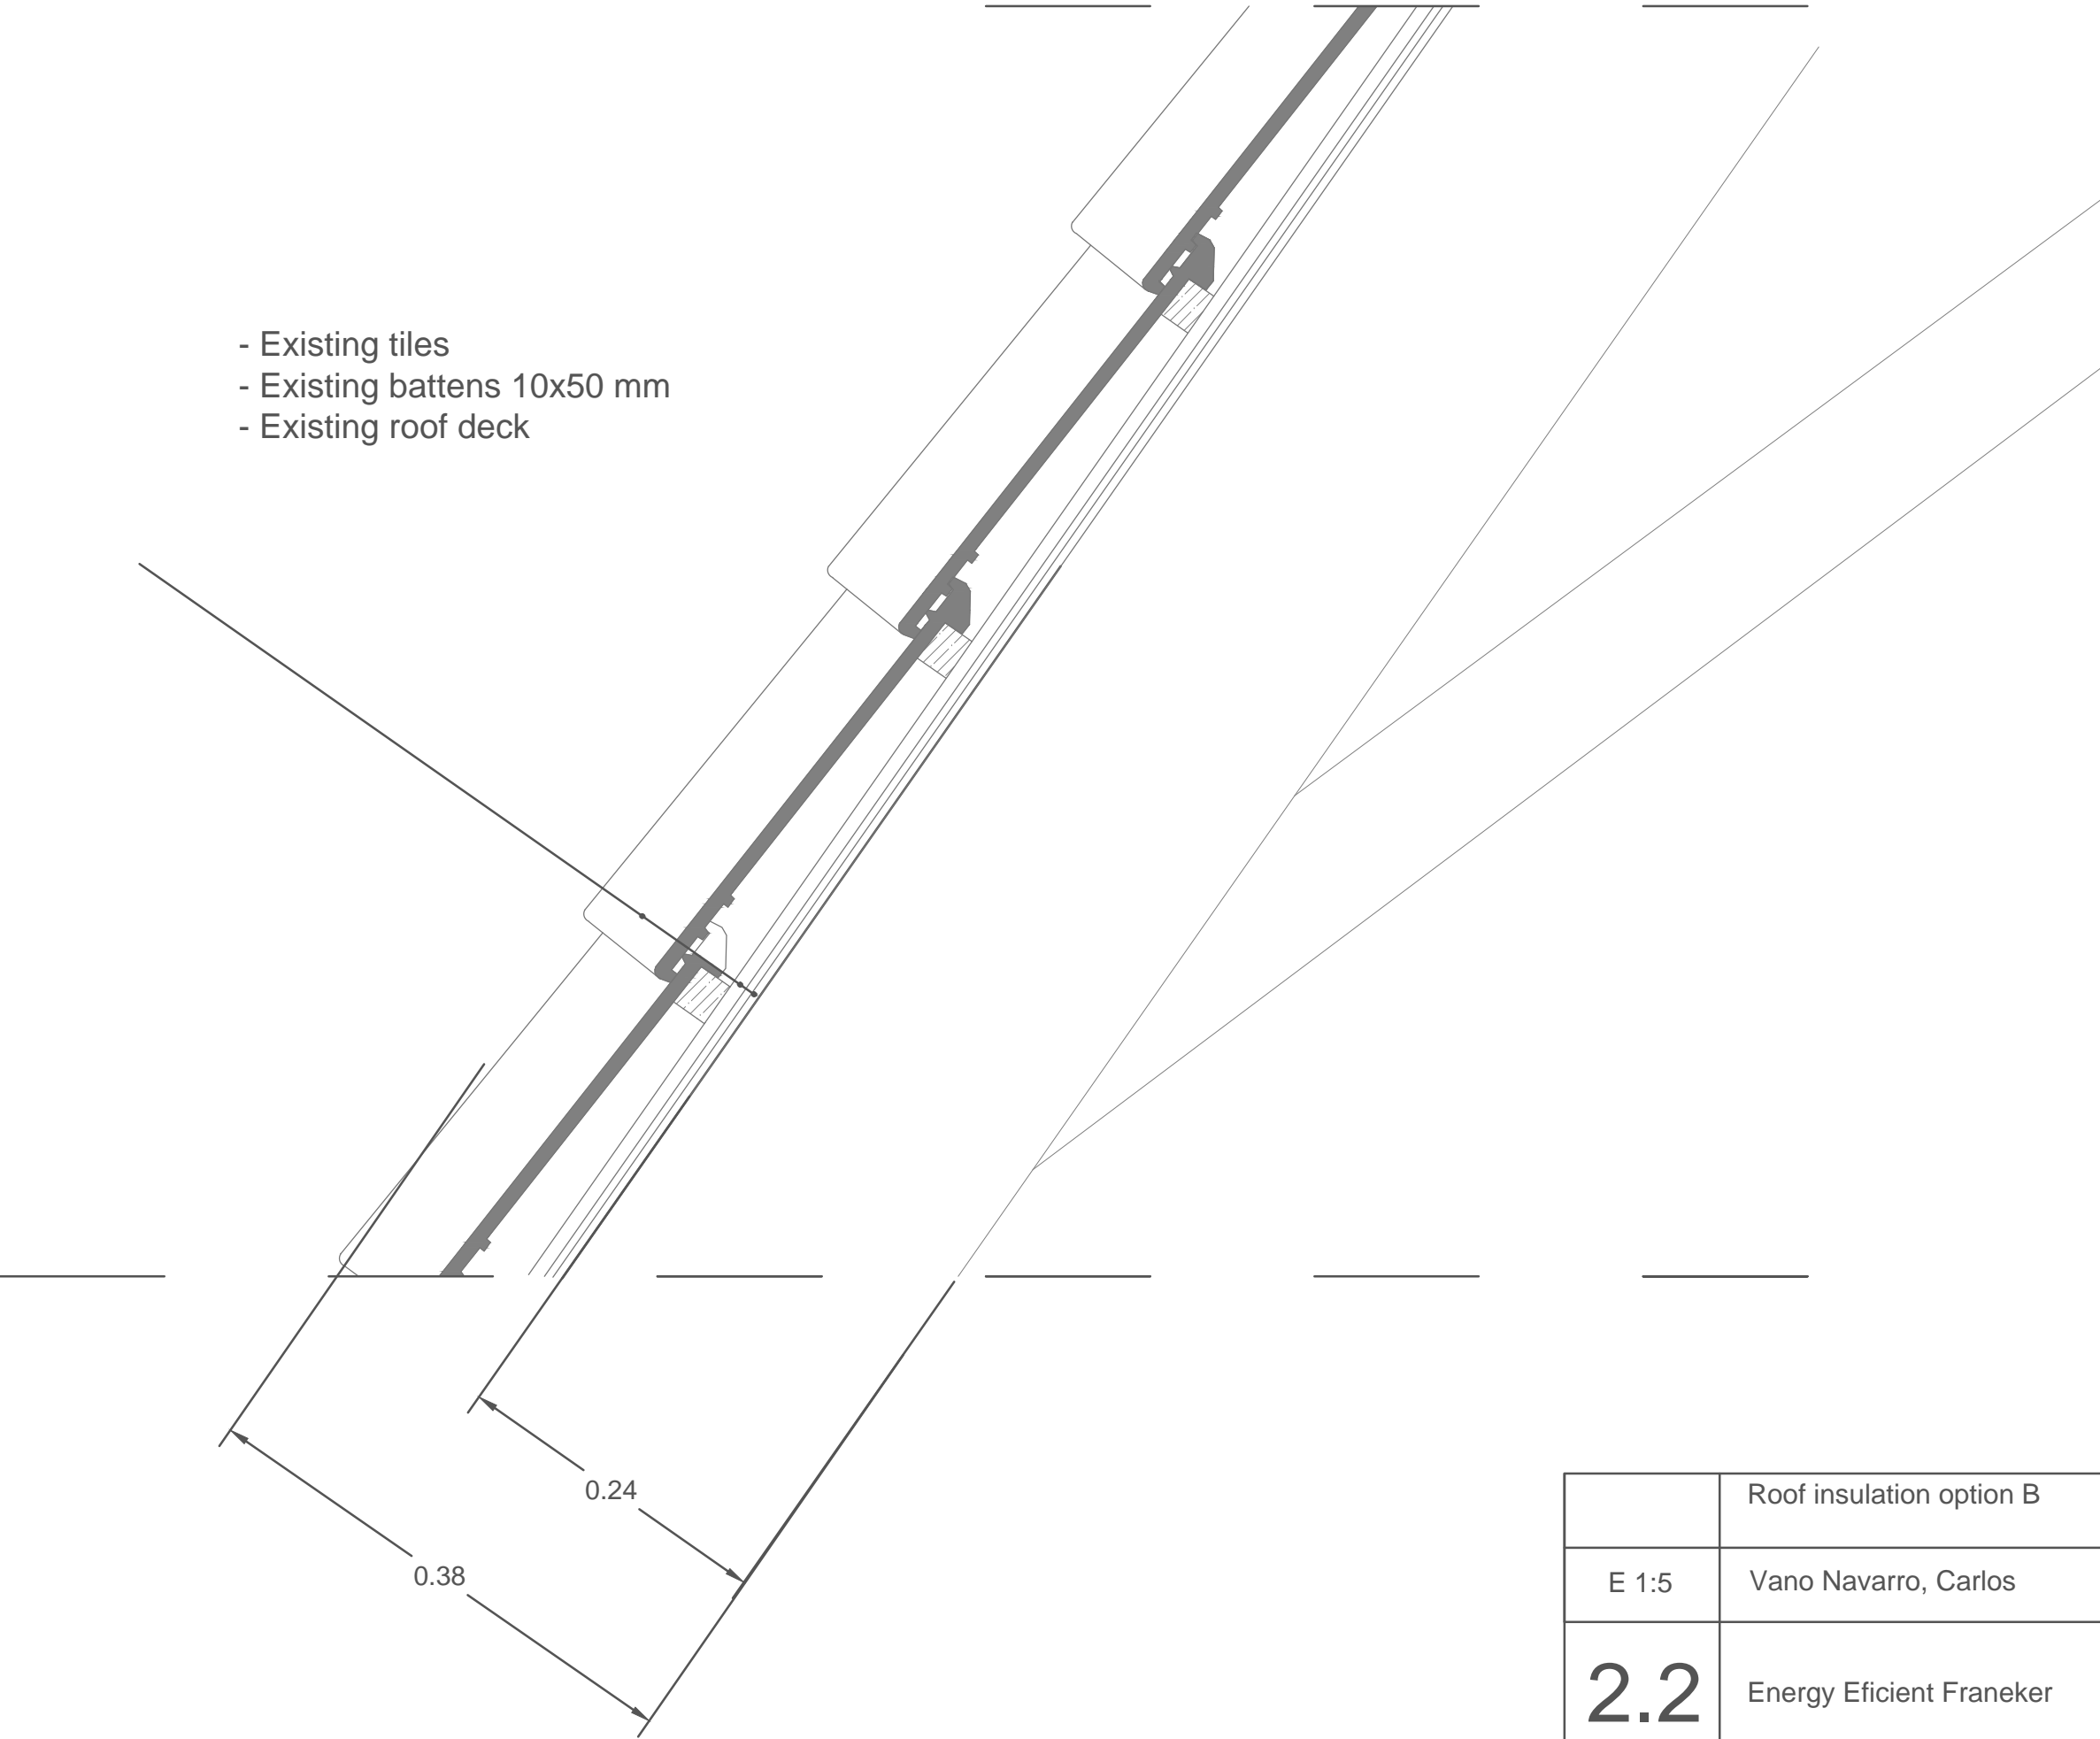 - Existing tiles
- Existing battens 10x50 mm
- Existing roof deck
0.24
0.38
Roof insulation option B
E 1:5
Vano Navarro, Carlos
2.2
Energy Eficient Franeker